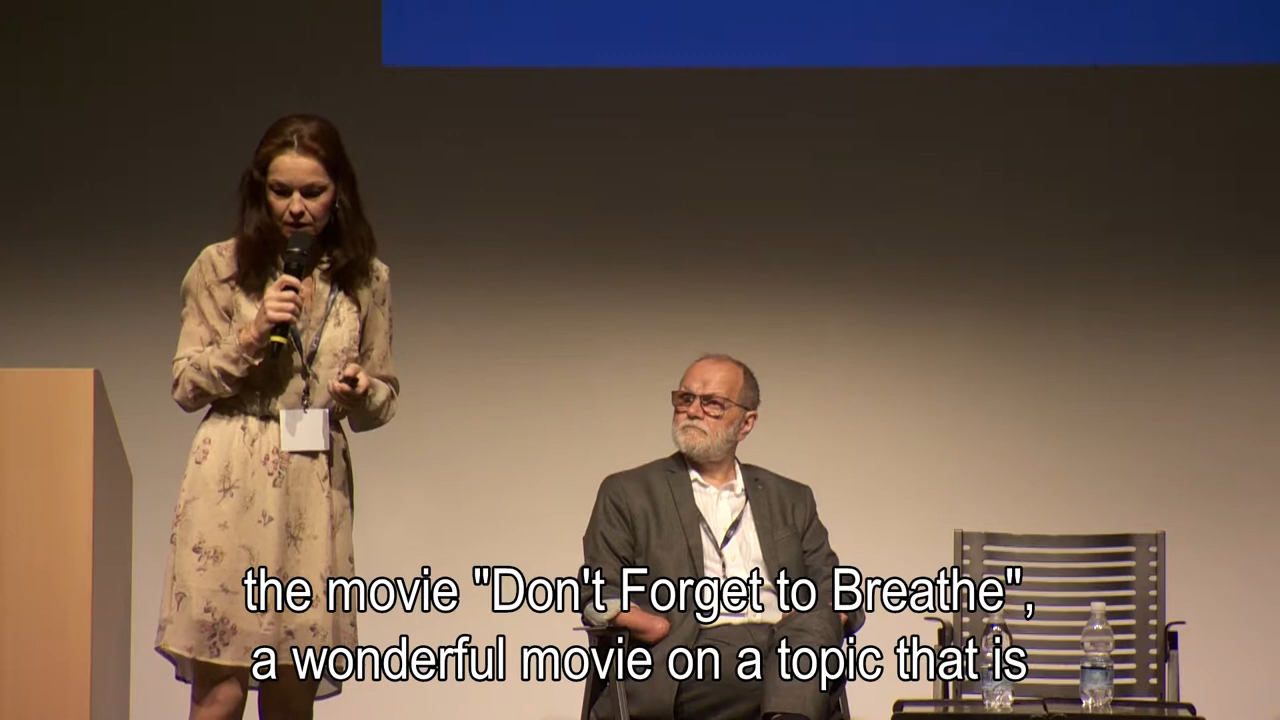 the movie "Don't Forget to Breathe",
a wonderful movie on a topic that is